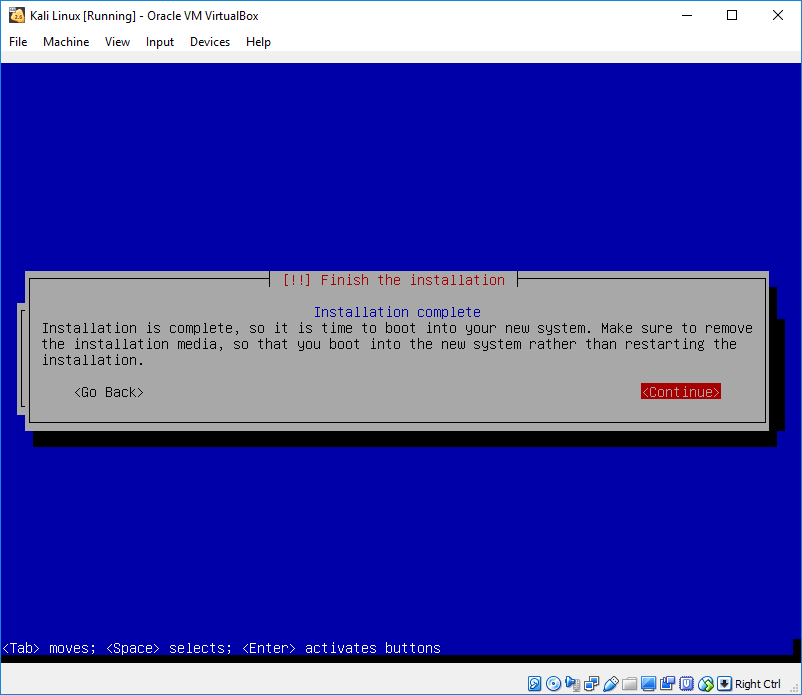 Kali Linux [Running] - Oracle VM VirtualBox
File Machine View Input Devices Help
[!!] Finish the installation
Installation complete
Installation is complete, so it is time to boot into your new system. Make sure to remove
the installation media, so that you boot into the new system rather than restarting the
installation.
<Go Back> <Continue>
<Tab> moves; <Space> selects; <Enter> activates buttons
Right Ctrl